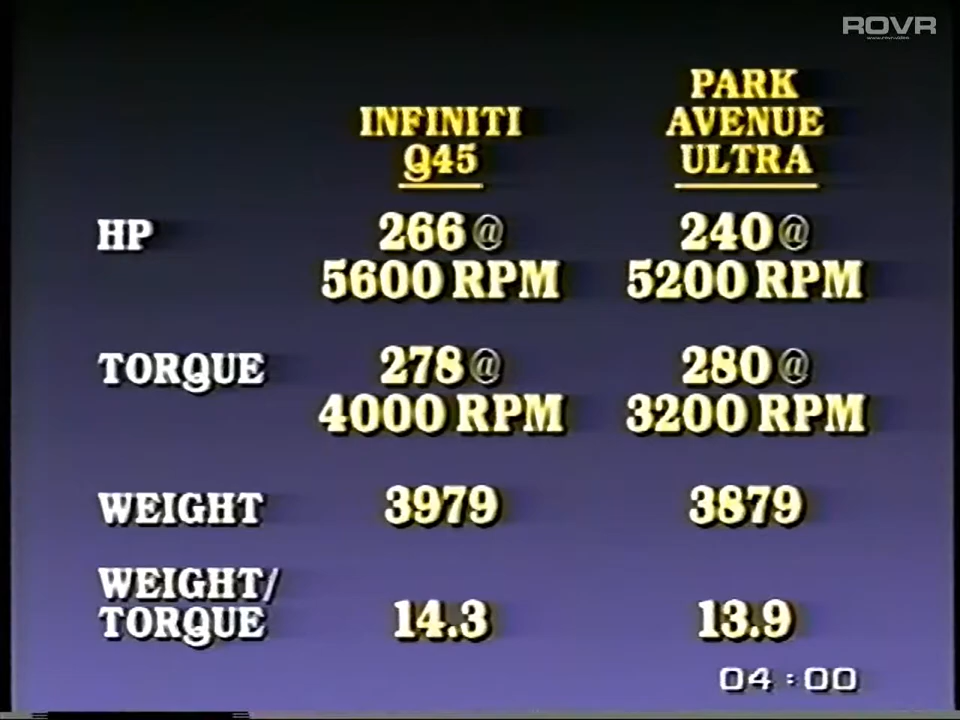 ROVR
INFINITI
Q45
PARK
AVENUE
ULTRA
HP
266@
5600 RPM
240@
5200 RPM
TORQUE
278@
4000 RPM
280@
3200 RPM
WEIGHT
3979
3879
WEIGHT/
TORQUE
14.3
13.9
04:00